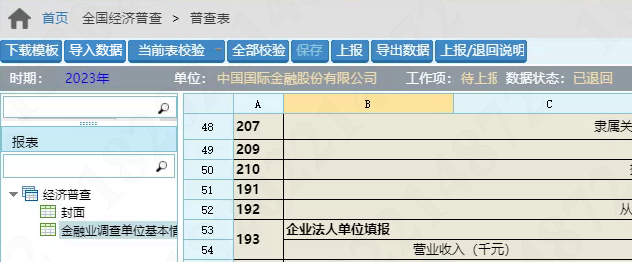 首页 全国经济普查 > 普查表
下载模板 导入数据 当前表校验 全部校验 保存 上报 导出数据 上报/退回说明
时期： 2023年 单位： 中国国际金融股份有限公司 工作项： 待上报 数据状态： 已退回
A B C
报表
经济普查
封面
金融业调查单位基本情
48 207 隶属关
49 209
50 210
51 191
52 192 从
53 193 企业法人单位填报
54 营业收入（千元）